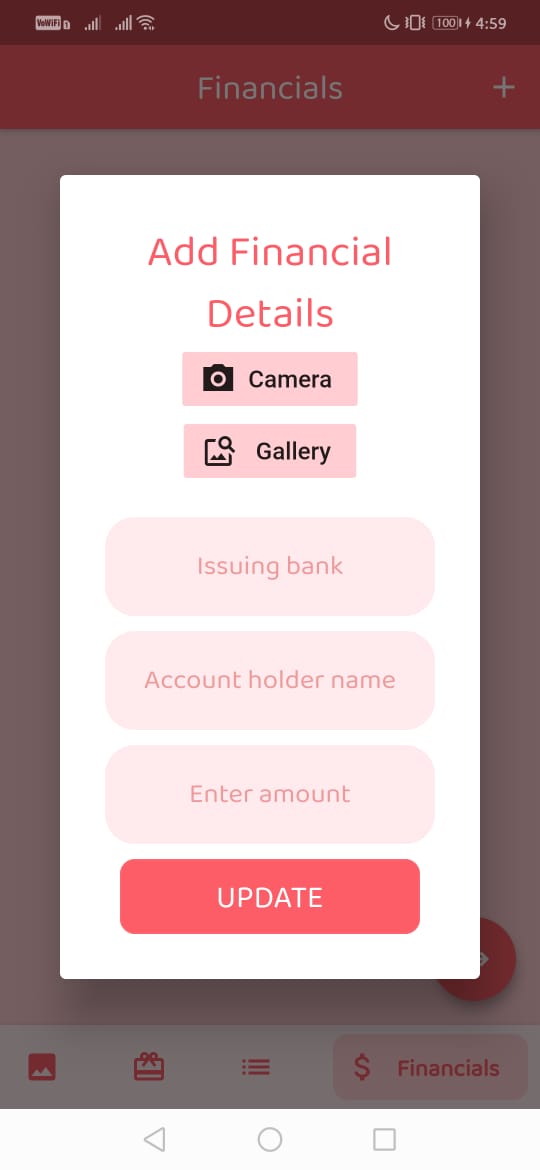 VoWiFi 1
100 4:59
Financials +
Add Financial
Details
Camera
Gallery
Issuing bank
Account holder name
Enter amount
UPDATE
$ Financials